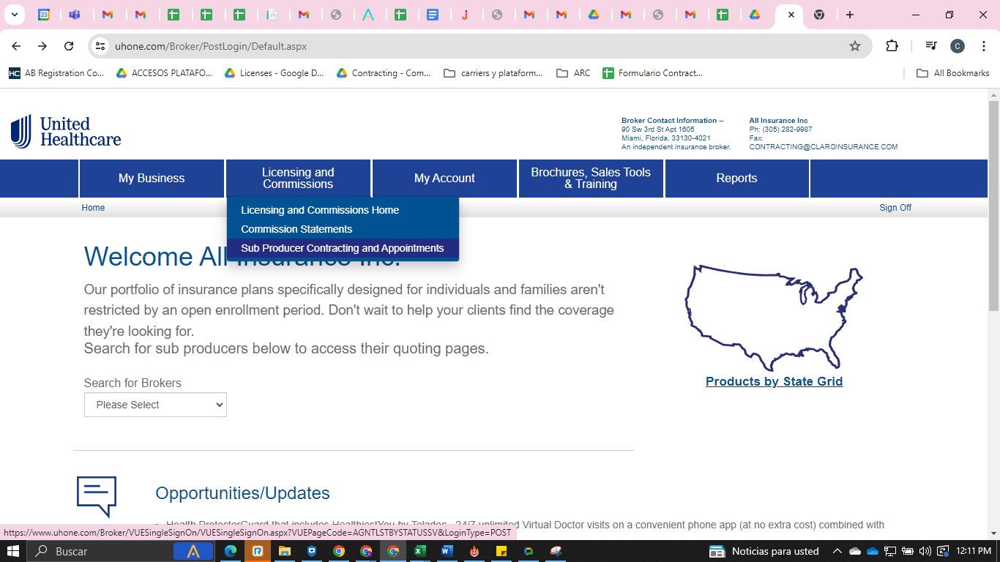 23
uhone.com/Broker/PostLogin/Default.aspx
C
HC AB Registration Co...
ACCESOS PLATAFO...
Licenses - Google D...
Contracting - Com...
carriers y plataform...
ARC
Formulario Contract...
All Bookmarks
United
Healthcare
Broker Contact Information --
90 Sw 3rd St Apt 1605
Miami, Florida, 33130-4021
An independent insurance broker.
All Insurance Inc
Ph: (305) 282-9987
Fax:
CONTRACTING@CLAROINSURANCE.COM
My Business
Licensing and
Commissions
My Account
Brochures, Sales Tools
& Training
Reports
Home
Sign Off
Licensing and Commissions Home
Commission Statements
Sub Producer Contracting and Appointments
Welcome All Insurance Inc.
Our portfolio of insurance plans specifically designed for individuals and families aren't
restricted by an open enrollment period. Don't wait to help your clients find the coverage
they're looking for.
Search for sub producers below to access their quoting pages.
Search for Brokers
Please Select
Products by State Grid
Opportunities/Updates
Health ProtectorGuard that includes HealthiestYou by Teladoc - 24/7 unlimited Virtual Doctor visits on a convenient phone app (at no extra cost) combined with
https://www.uhone.com/Broker/VUESingleSignOn/VUESingleSignOn.aspx?VUEPageCode=AGNTLSTBYSTATUSSV&LoginType=POST
Buscar
Noticias para usted
12:11 PM